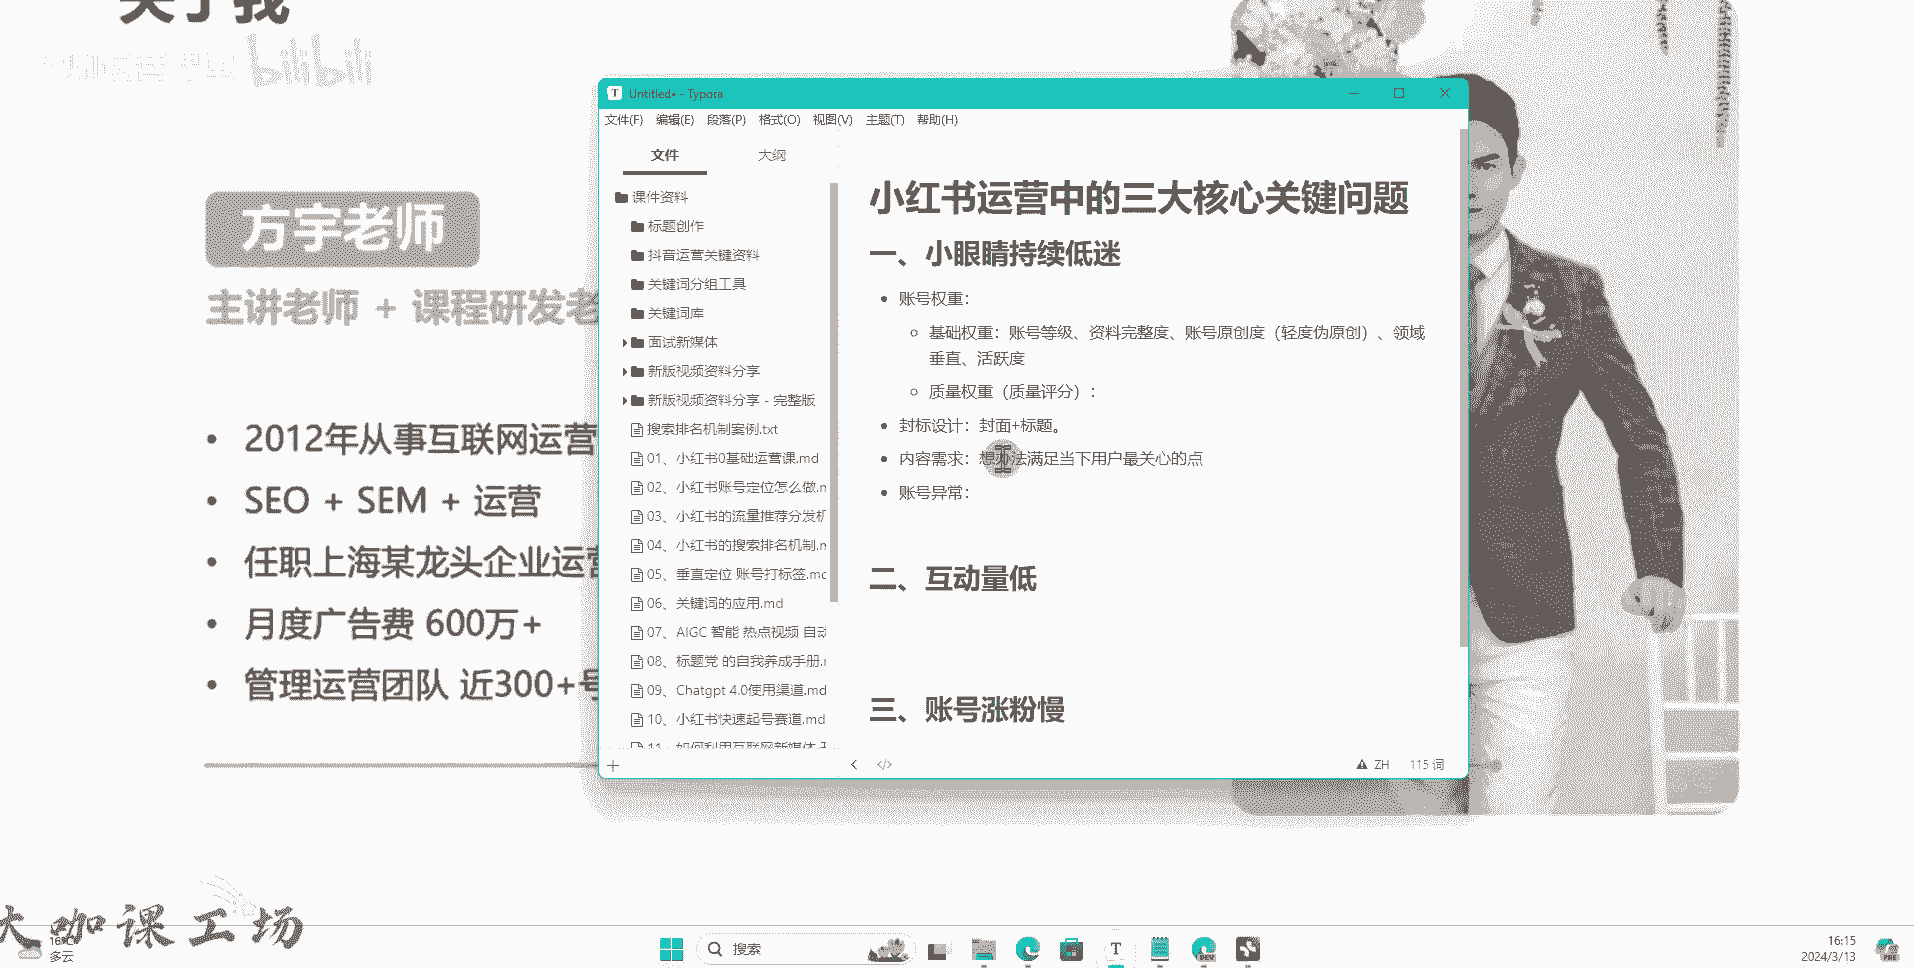 关于我
bilibili
方宇老师
主讲老师 + 课程研发老
• 2012年从事互联网运营
• SEO + SEM + 运营
• 任职上海某龙头企业运营
• 月度广告费 600万+
• 管理运营团队 近300+号
Untitled• - Typora
文件(F) 编辑(E) 段落(P) 格式(O) 视图(V) 主题(T) 帮助(H)
文件 大纲
课件资料
标题创作
抖音运营关键资料
关键词分组工具
关键词库
面试新媒体
新版视频资料分享
新版视频资料分享 - 完整版
搜索排名机制案例.txt
01、小红书0基础运营课.md
02、小红书账号定位怎么做.m
03、小红书的流量推荐分发机
04、小红书的搜索排名机制.m
05、垂直定位 账号打标签.md
06、关键词的应用.md
07、AIGC 智能 热点视频 自动
08、标题党 的自我养成手册.m
09、Chatgpt 4.0使用渠道.md
10、小红书快速起号赛道.md
11、如何利用互联网新媒体
小红书运营中的三大核心关键问题
一、小眼睛持续低迷
• 账号权重：
基础权重：账号等级、资料完整度、账号原创度（轻度伪原创）、领域
垂直、活跃度
质量权重（质量评分）：
• 封标设计：封面+标题。
• 内容需求：想办法满足当下用户最关心的点
• 账号异常：
二、互动量低
三、账号涨粉慢
ZH 115 词
大咖课工场
16°C
多云
搜索
DEV
16:15
2024/3/13
PRE